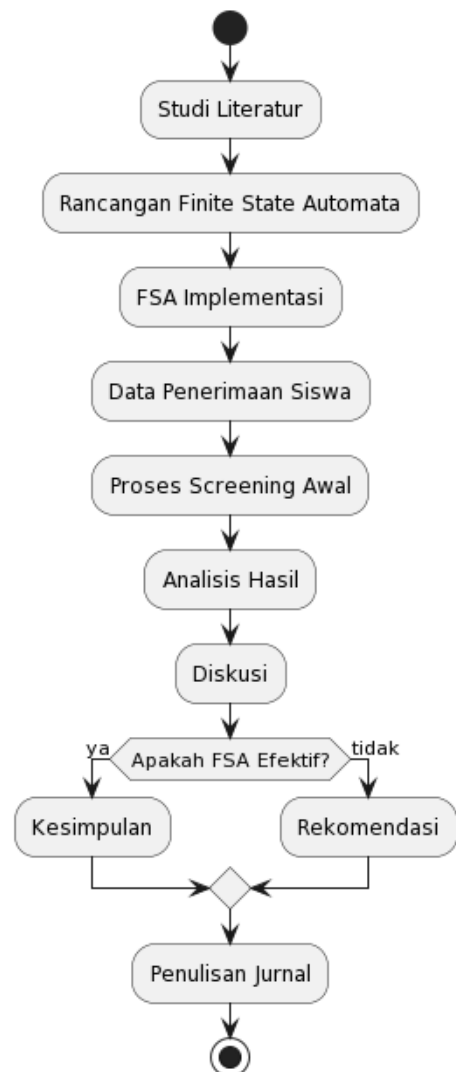 Studi Literatur
Rancangan Finite State Automata
FSA Implementasi
Data Penerimaan Siswa
Proses Screening Awal
Analisis Hasil
Diskusi
ya
Apakah FSA Efektif?
tidak
Kesimpulan
Rekomendasi
Penulisan Jurnal